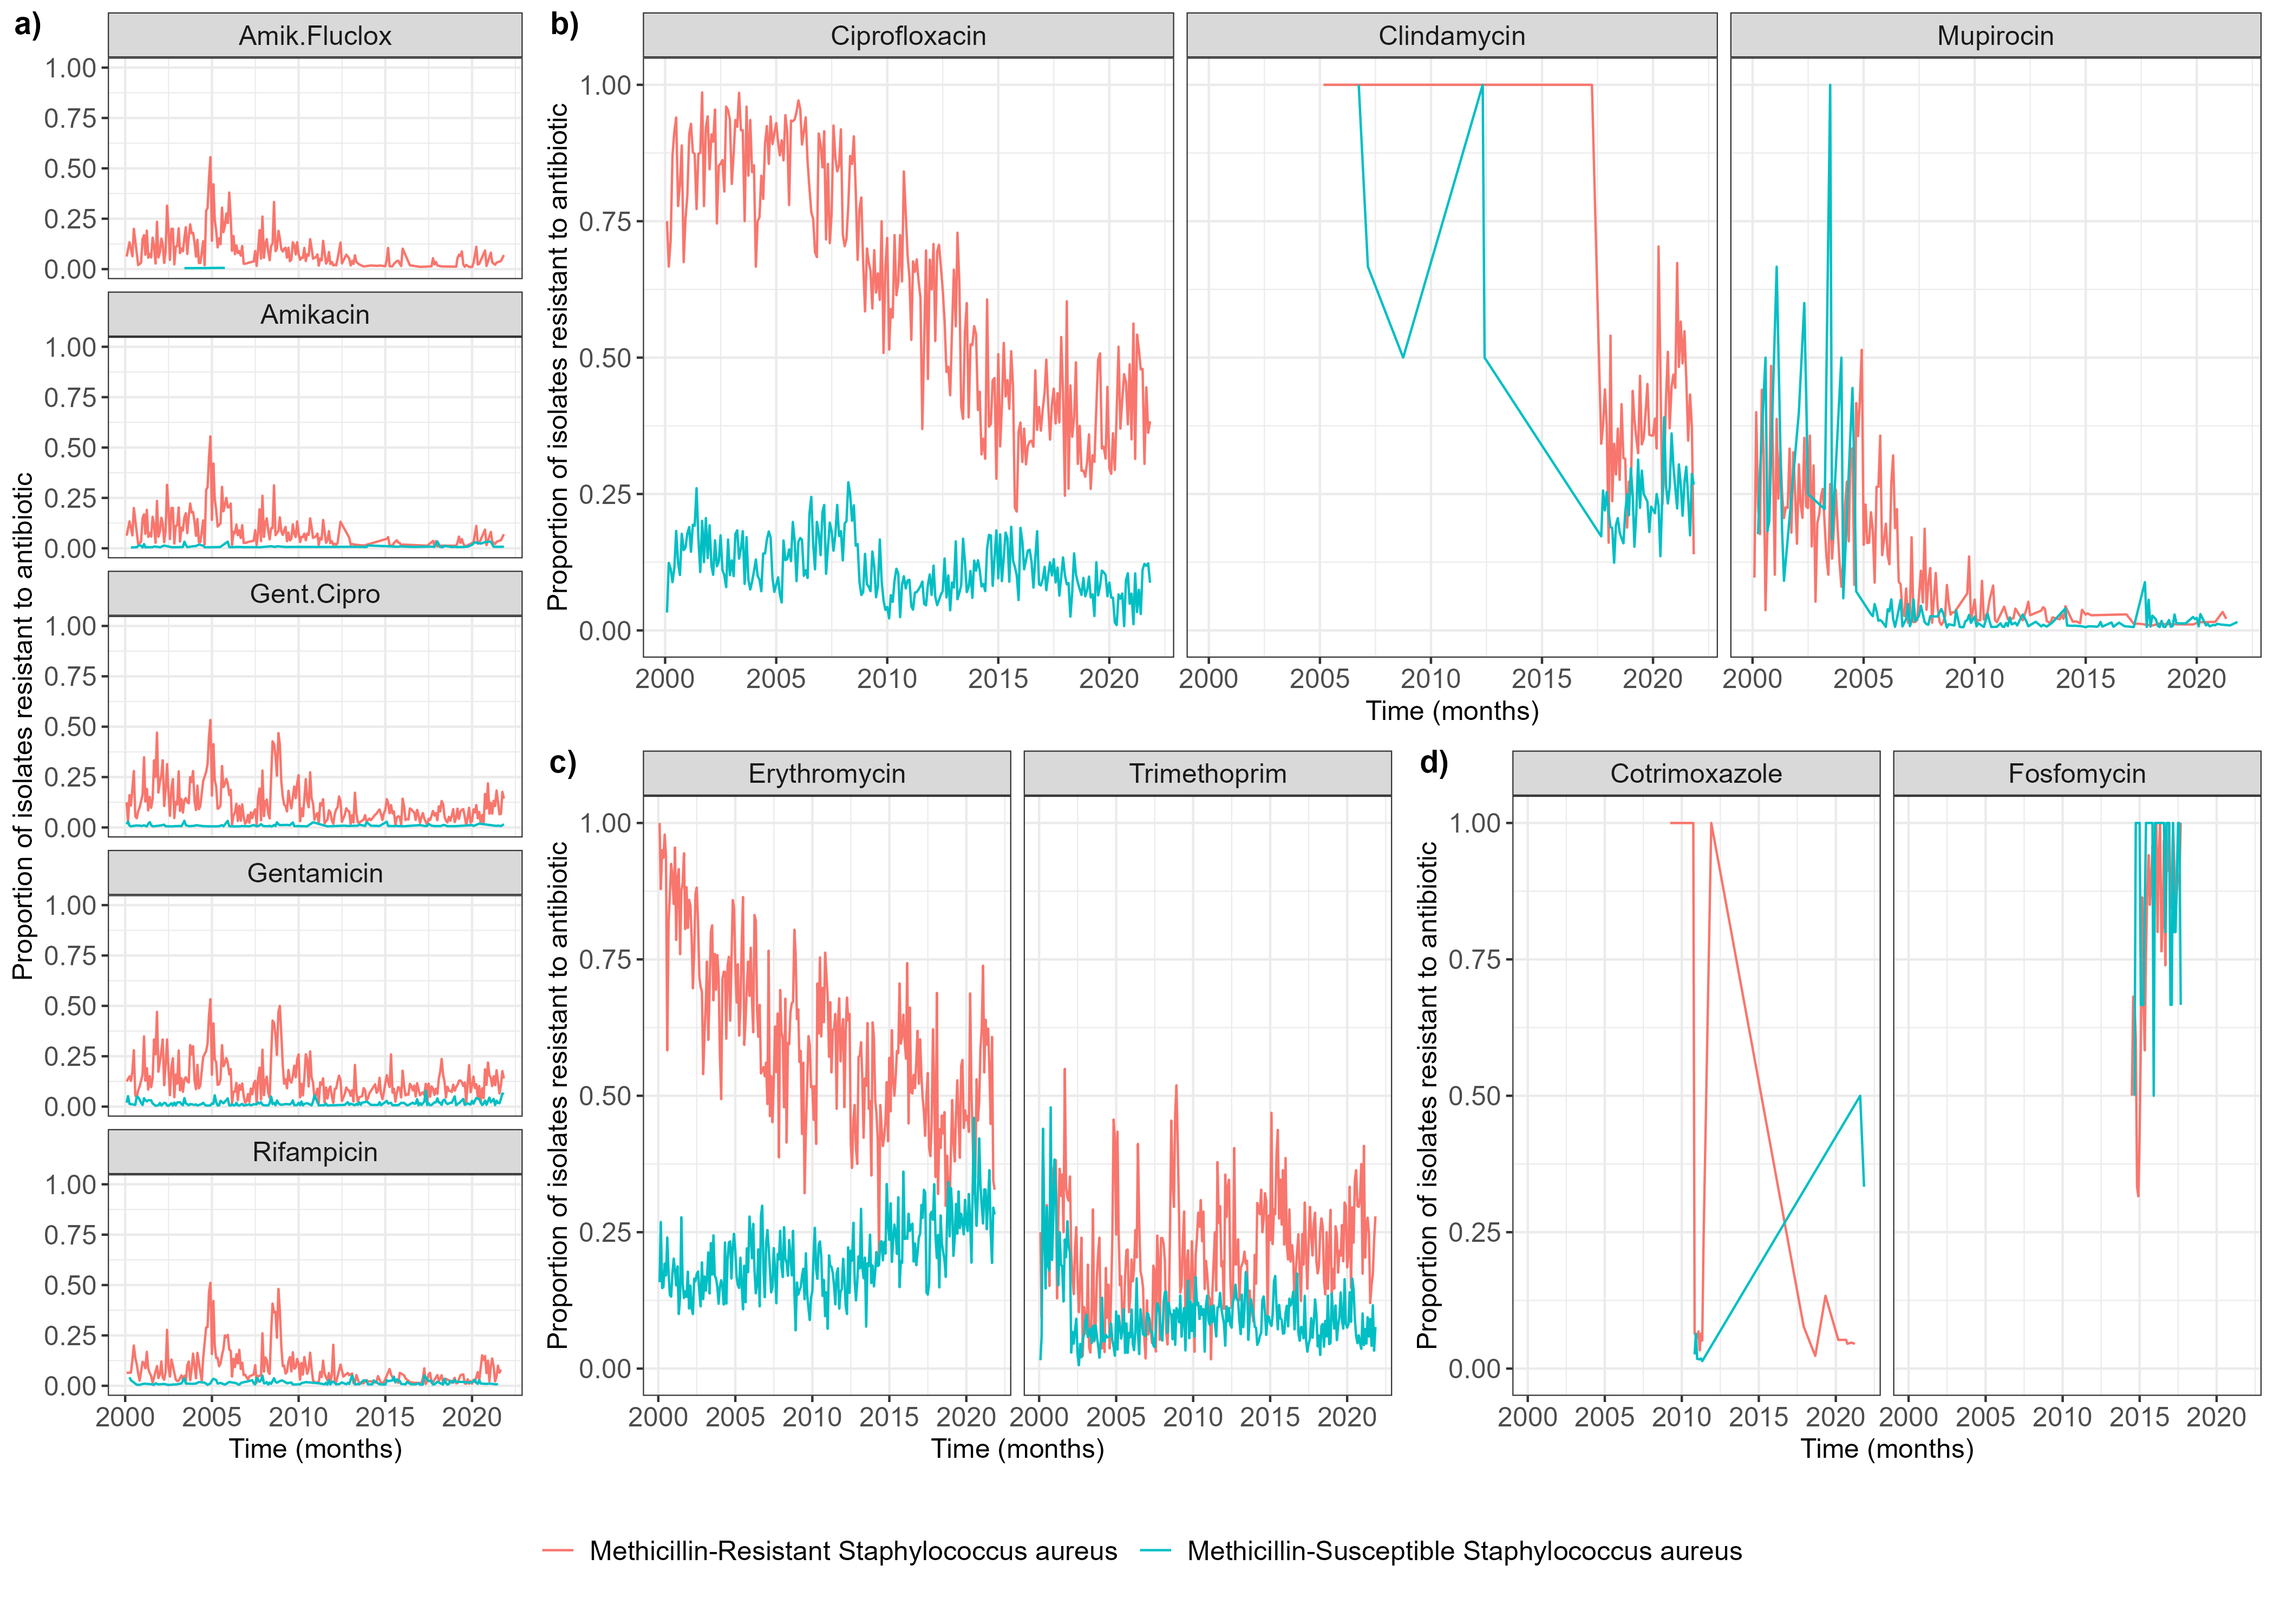 a)
Proportion of isolates resistant to antibiotic
Amik.Fluclox
1.00
0.75
0.50
0.25
0.00
Amikacin
1.00
0.75
0.50
0.25
0.00
Gent.Cipro
1.00
0.75
0.50
0.25
0.00
Gentamicin
1.00
0.75
0.50
0.25
0.00
Rifampicin
1.00
0.75
0.50
0.25
0.00
2000 2005 2010 2015 2020
Time (months)
b)
Proportion of isolates resistant to antibiotic
Ciprofloxacin Clindamycin Mupirocin
1.00
0.75
0.50
0.25
0.00
2000 2005 2010 2015 2020 2000 2005 2010 2015 2020 2000 2005 2010 2015 2020
Time (months)
c)
Proportion of isolates resistant to antibiotic
Erythromycin Trimethoprim
1.00
0.75
0.50
0.25
0.00
2000 2005 2010 2015 2020 2000 2005 2010 2015 2020
Time (months)
d)
Proportion of isolates resistant to antibiotic
Cotrimoxazole Fosfomycin
1.00
0.75
0.50
0.25
0.00
2000 2005 2010 2015 2020 2000 2005 2010 2015 2020
Time (months)
Methicillin-Resistant Staphylococcus aureus Methicillin-Susceptible Staphylococcus aureus